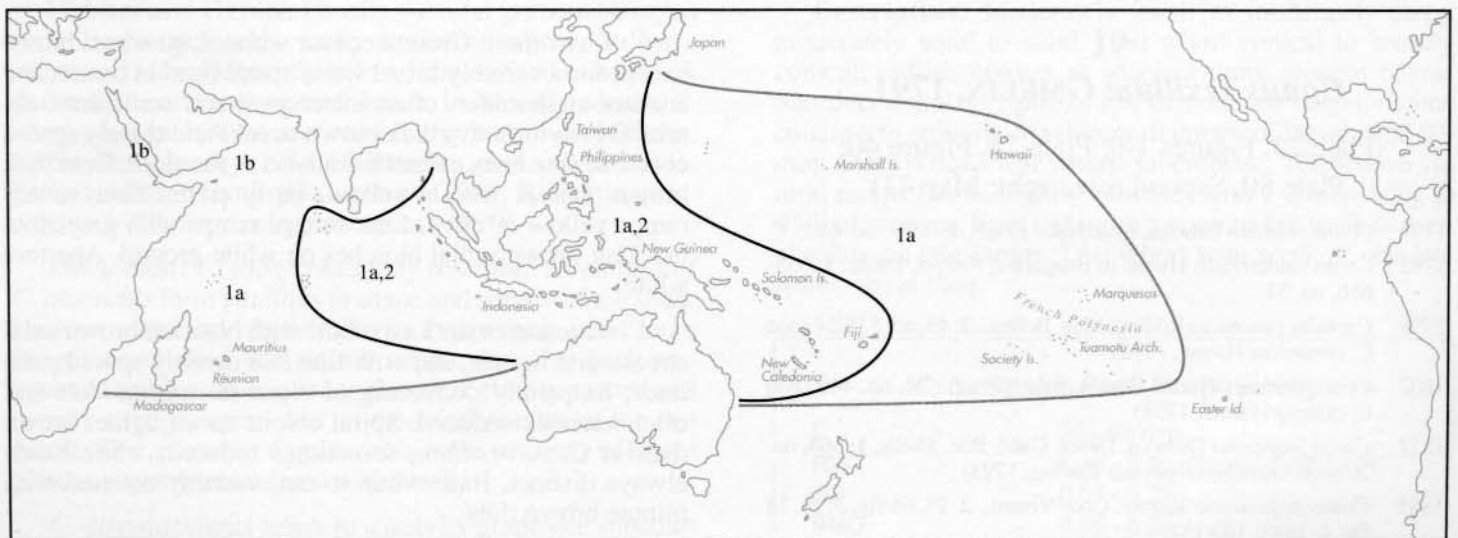 Japan
Taiwan
Philippines
Hawaii
Marshall Is.
1b
1b
1a,2
1a
New Guinea
1a,2
1a
Solomon Is.
Marquesas
Indonesia
French Polynesia
Fiji
Tuamotu Arch.
Society Is.
Mauritius
New
Caledonia
Réunion
Madagascar
Easter Id.